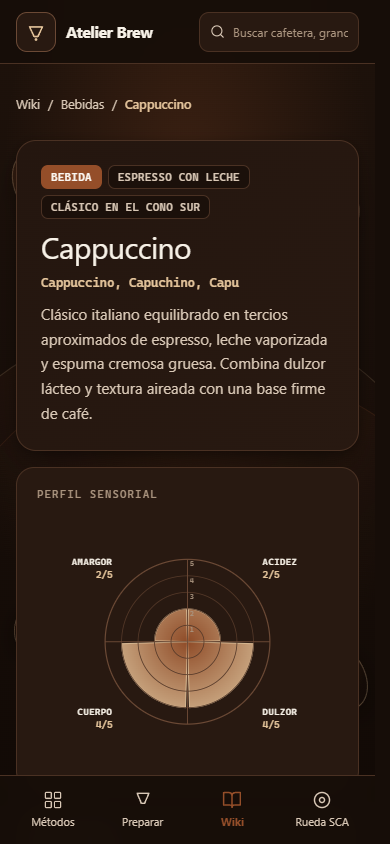 Atelier Brew
Buscar cafetera, granc
Wiki / Bebidas / Cappuccino
BEBIDA
ESPRESSO CON LECHE
CLÁSICO EN EL CONO SUR
Cappuccino
Cappuccino, Capuchino, Capu
Clásico italiano equilibrado en tercios
aproximados de espresso, leche vaporizada
y espuma cremosa gruesa. Combina dulzor
lácteo y textura aireada con una base firme
de café.
PERFIL SENSORIAL
AMARGOR
2/5
ACIDEZ
2/5
5
4
3
1
CUERPO
4/5
DULZOR
4/5
Métodos
Preparar
Wiki
Rueda SCA